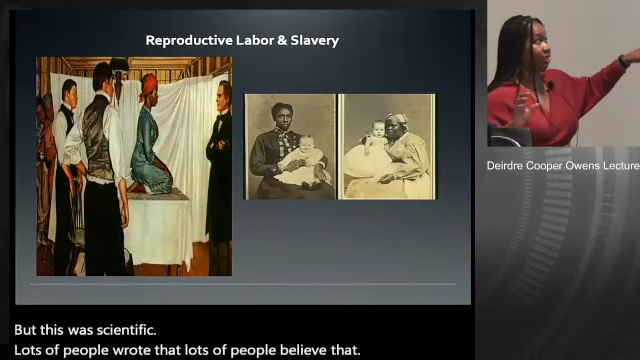 Reproductive Labor & Slavery
Deirdre Cooper Owens Lecture
But this was scientific.
Lots of people wrote that lots of people believe that.